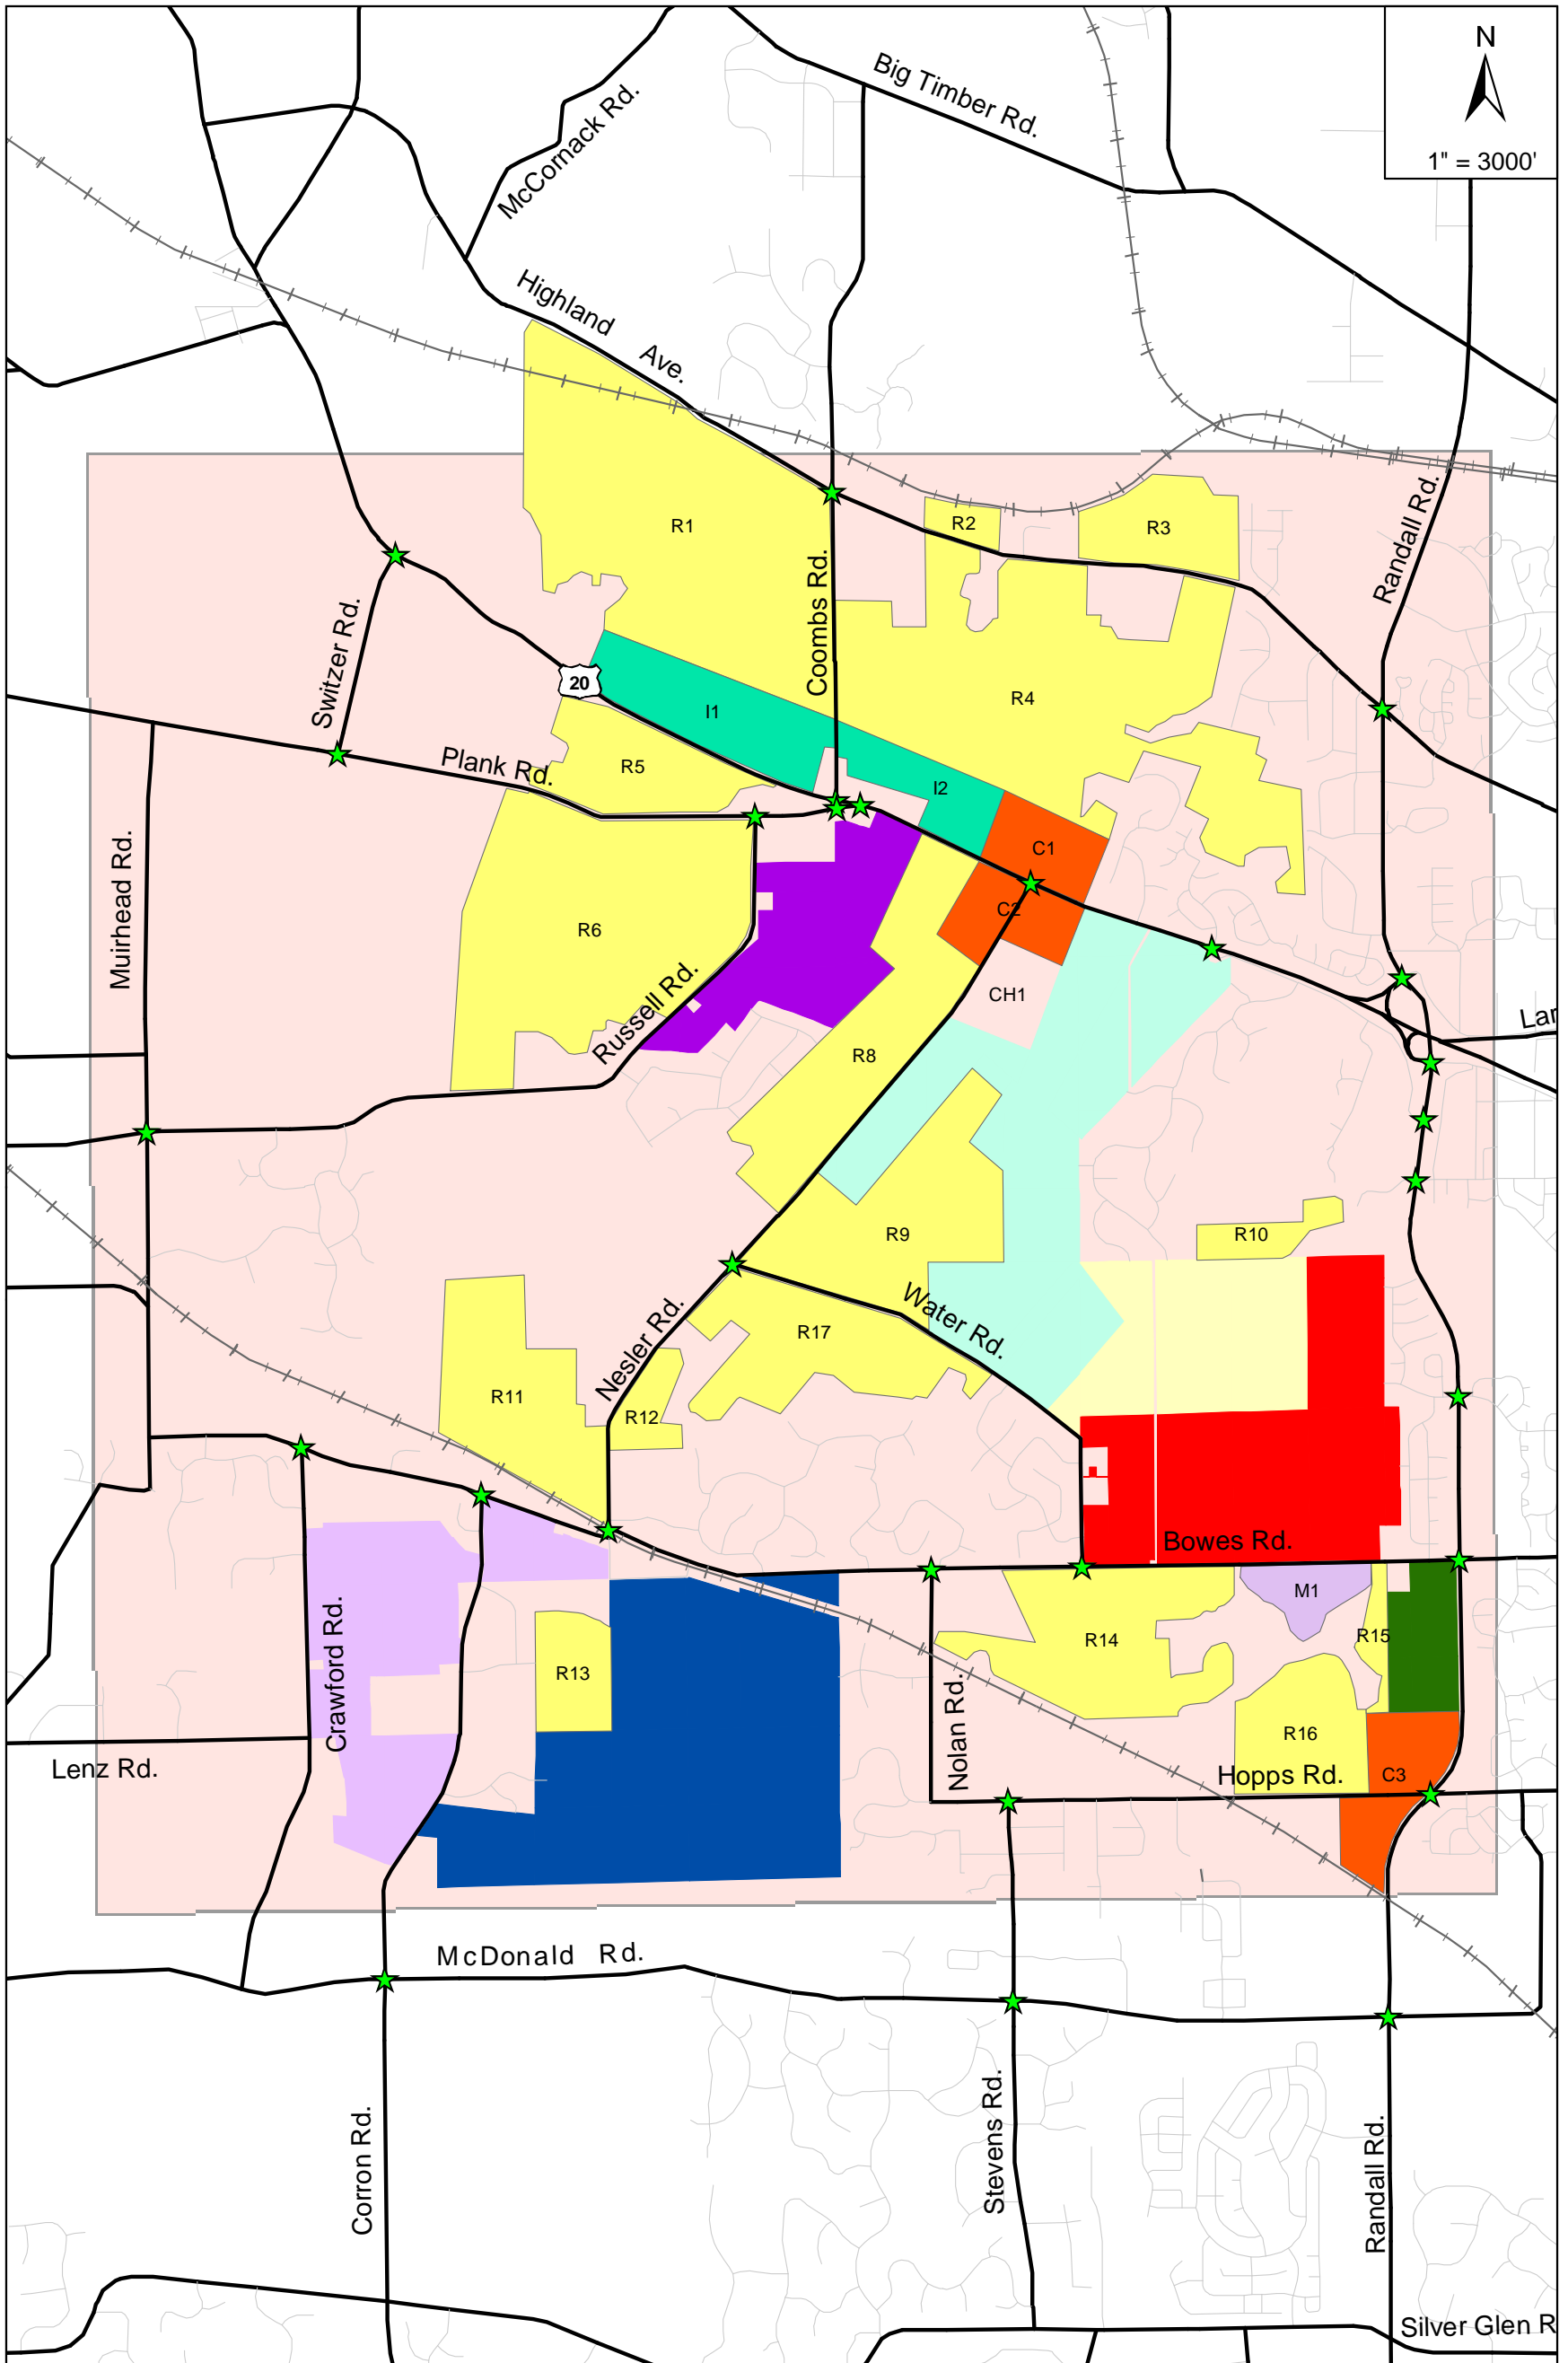 N
1" = 3000'
Big Timber Rd.
McCornack Rd.
Highland Ave.
Randall Rd.
R1
R2
R3
Coombs Rd.
Switzer Rd.
20
I1
R4
Plank Rd.
R5
I2
C1
Muirhead Rd.
R6
C2
CH1
Russell Rd.
R8
Lar
R9
R10
Water Rd.
Nesler Rd.
R17
R11
R12
Bowes Rd.
M1
Crawford Rd.
R13
R14
R15
Nolan Rd.
R16
Lenz Rd.
Hopps Rd.
C3
McDonald Rd.
Corron Rd.
Stevens Rd.
Randall Rd.
Silver Glen R